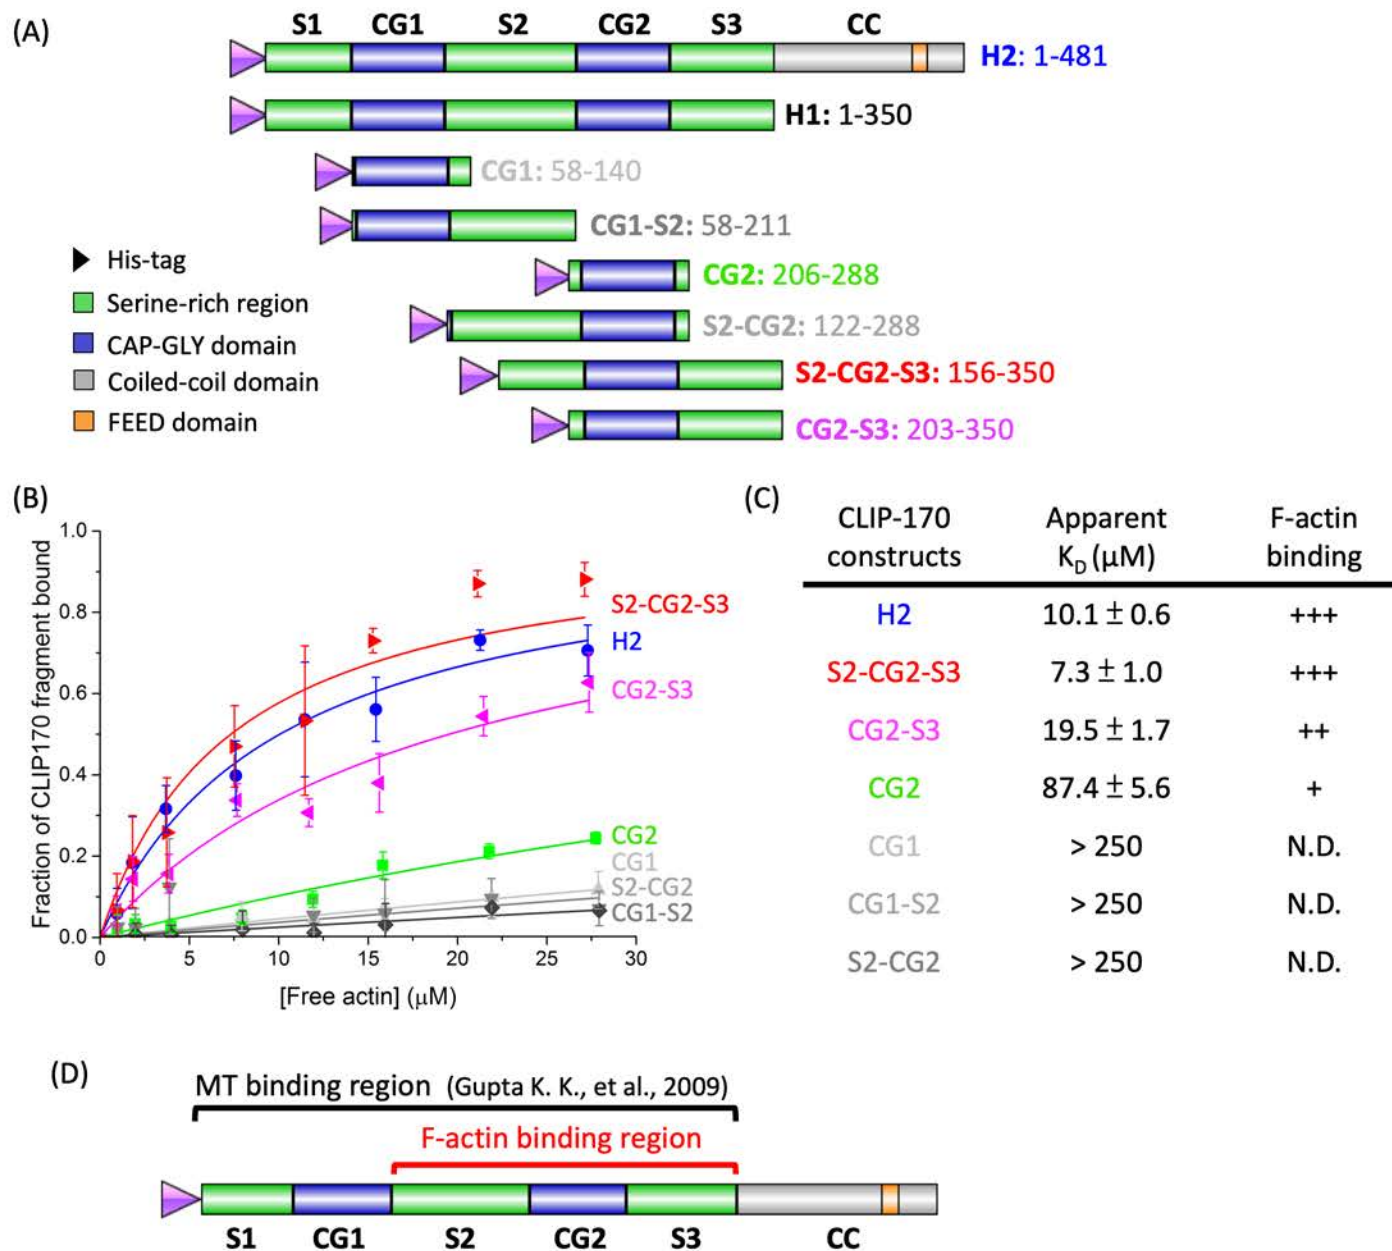 (A)
S1 CG1 S2 CG2 S3 CC
H2: 1-481
H1: 1-350
CG1: 58-140
CG1-S2: 58-211
CG2: 206-288
S2-CG2: 122-288
S2-CG2-S3: 156-350
CG2-S3: 203-350
His-tag
Serine-rich region
CAP-GLY domain
Coiled-coil domain
FEED domain
(B)
Fraction of CLIP170 fragment bound
1.0
0.8
0.6
0.4
0.2
0.0
0 5 10 15 20 25 30
[Free actin] (μM)
S2-CG2-S3
H2
CG2-S3
CG2
CG1
S2-CG2
CG1-S2
(C)
CLIP-170 Apparent F-actin
constructs KD (μM) binding
H2 10.1 ± 0.6 +++
S2-CG2-S3 7.3 ± 1.0 +++
CG2-S3 19.5 ± 1.7 ++
CG2 87.4 ± 5.6 +
CG1 > 250 N.D.
CG1-S2 > 250 N.D.
S2-CG2 > 250 N.D.
(D)
MT binding region (Gupta K. K., et al., 2009)
F-actin binding region
S1 CG1 S2 CG2 S3 CC